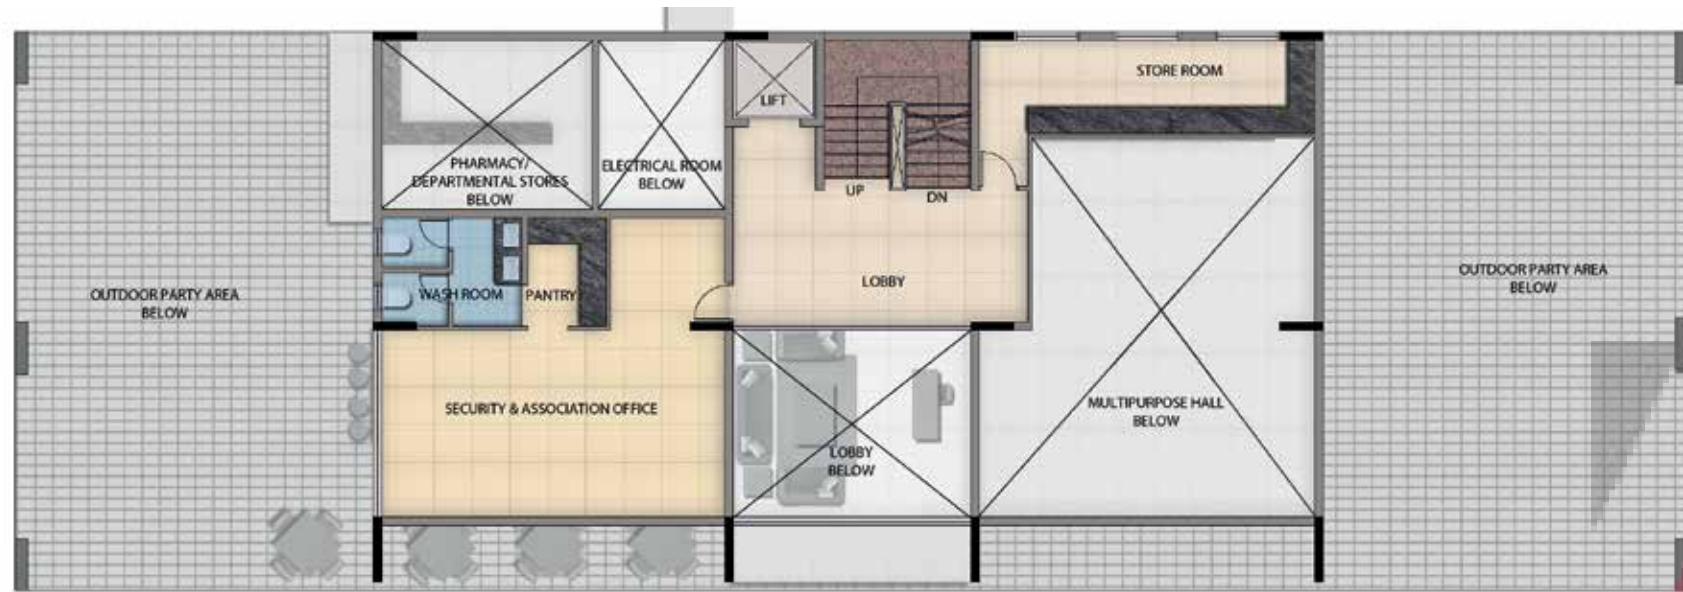 STORE ROOM
LIFT
PHARMACY/
DEPARTMENTAL STORES
BELOW
ELECTRICAL ROOM
BELOW
UP
DN
OUTDOOR PARTY AREA
BELOW
WASH ROOM
PANTRY
LOBBY
OUTDOOR PARTY AREA
BELOW
SECURITY & ASSOCIATION OFFICE
MULTIPURPOSE HALL
BELOW
LOBBY
BELOW